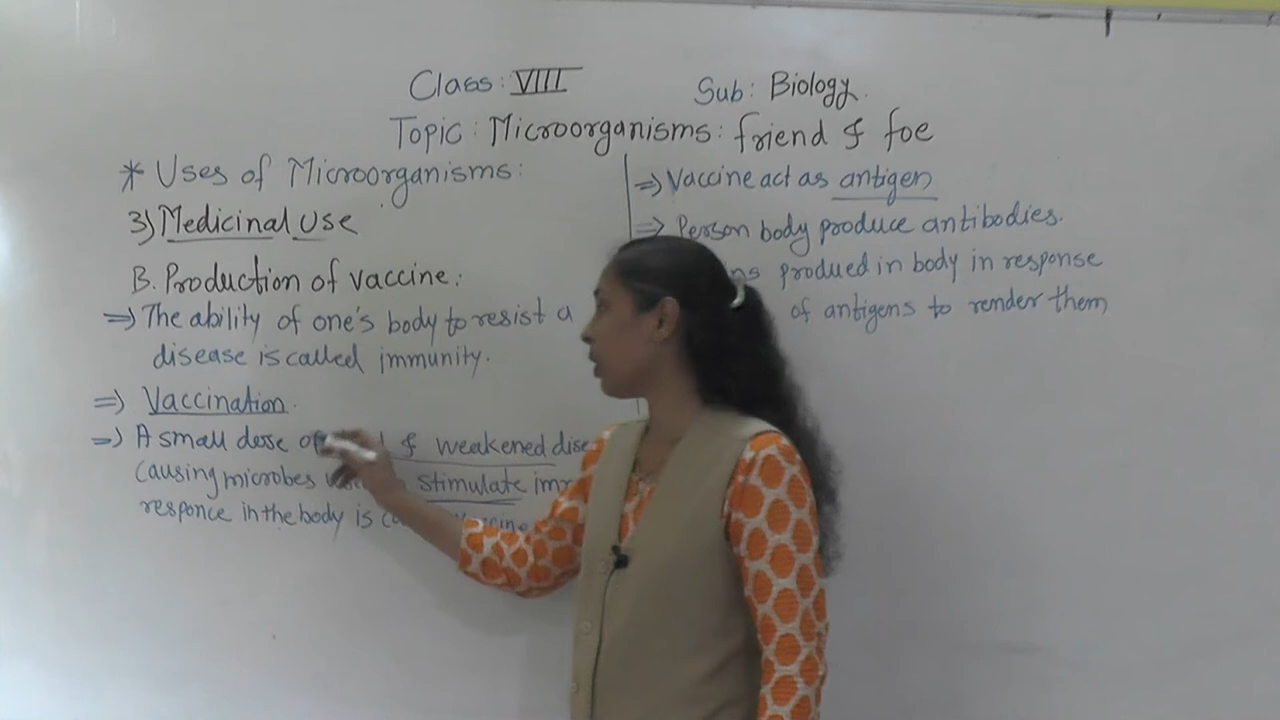 Class: VIII Sub: Biology.
Topic: Microorganisms: friend & foe
* Uses of Microorganisms:
3) Medicinal Use
B. Production of vaccine:
⇒ The ability of one's body to resist a
disease is called immunity.
⇒ Vaccination.
⇒ A small dose of & weakened
Causing microbes stimulate
responce in the body is
⇒ Vaccine act as antigen
⇒ Person body produce antibodies.
produed in body in response
of antigens to render them